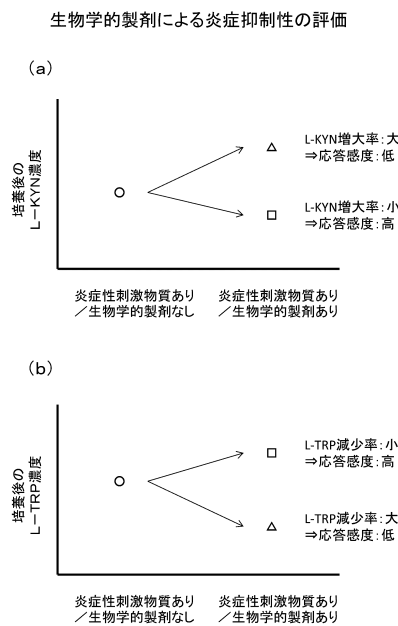 生物学的製剤による炎症抑制性の評価
(a)
培養後の
L－KYN濃度
L-KYN増大率：大
⇒応答感度：低
L-KYN増大率：小
⇒応答感度：高
炎症性刺激物質あり
／生物学的製剤なし
炎症性刺激物質あり
／生物学的製剤あり
(b)
培養後の
L－TRP濃度
L-TRP減少率：小
⇒応答感度：高
L-TRP減少率：大
⇒応答感度：低
炎症性刺激物質あり
／生物学的製剤なし
炎症性刺激物質あり
／生物学的製剤あり